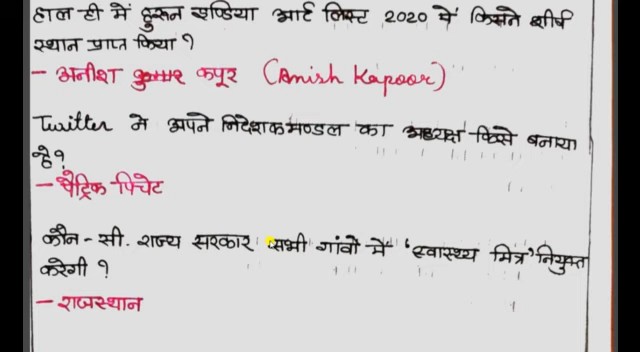 हाल ही में हुरून इण्डिया आर्ट लिस्ट 2020 में किसने शीर्ष
स्थान प्राप्त किया ?
- अनीश कपूर (Anish Kapoor)
Twitter ने अपने निदेशकमण्डल का अध्यक्ष किसे बनाया
है?
- पैट्रिक पिचेट
कौन - सी. राज्य सरकार सभी गांवो में 'स्वास्थ्य मित्र' नियुक्त
करेगी ?
- राजस्थान